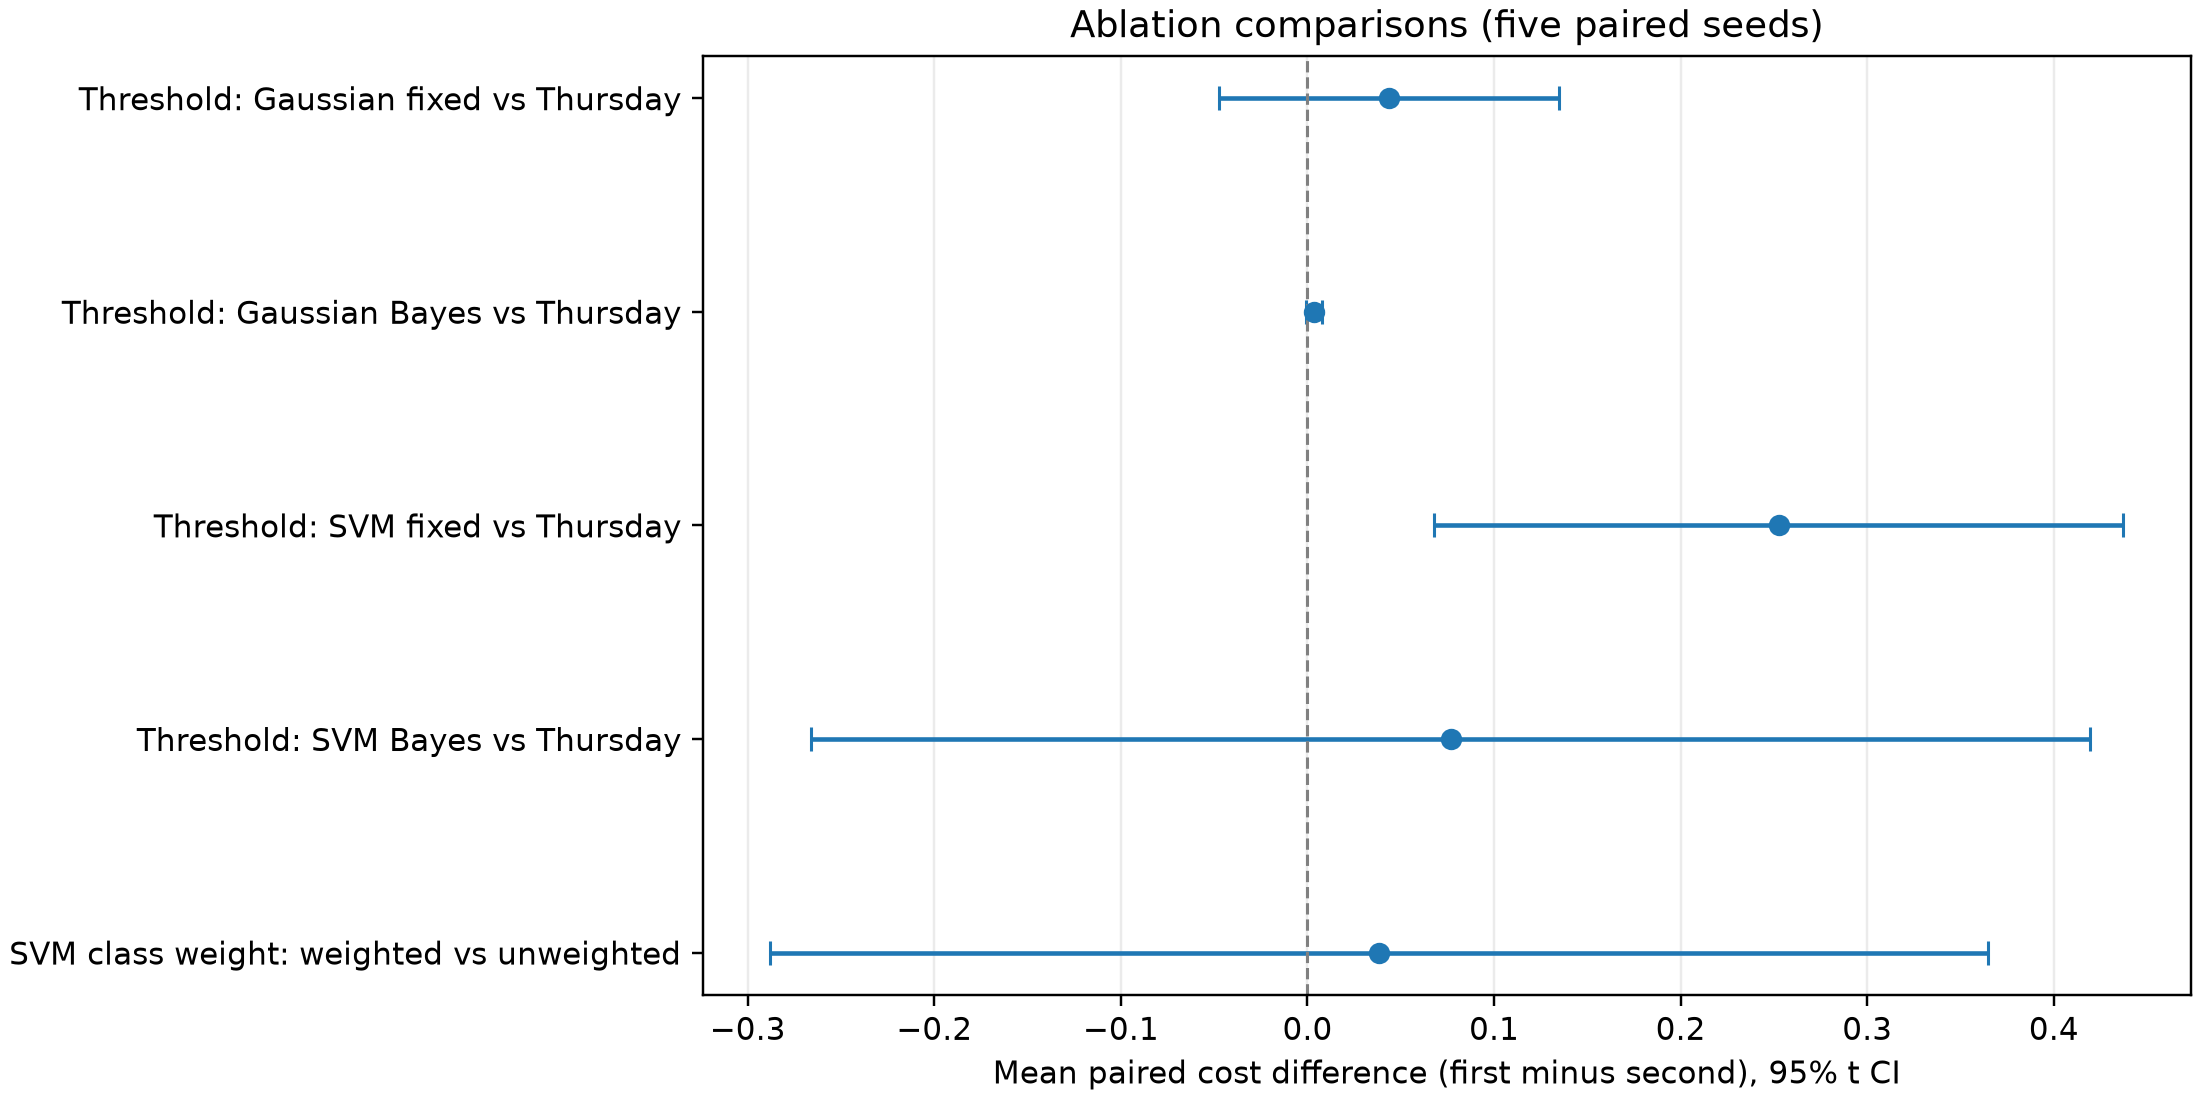 Ablation comparisons (five paired seeds)
Threshold: Gaussian fixed vs Thursday
Threshold: Gaussian Bayes vs Thursday
Threshold: SVM fixed vs Thursday
Threshold: SVM Bayes vs Thursday
SVM class weight: weighted vs unweighted
−0.3 −0.2 −0.1 0.0 0.1 0.2 0.3 0.4
Mean paired cost difference (first minus second), 95% t CI